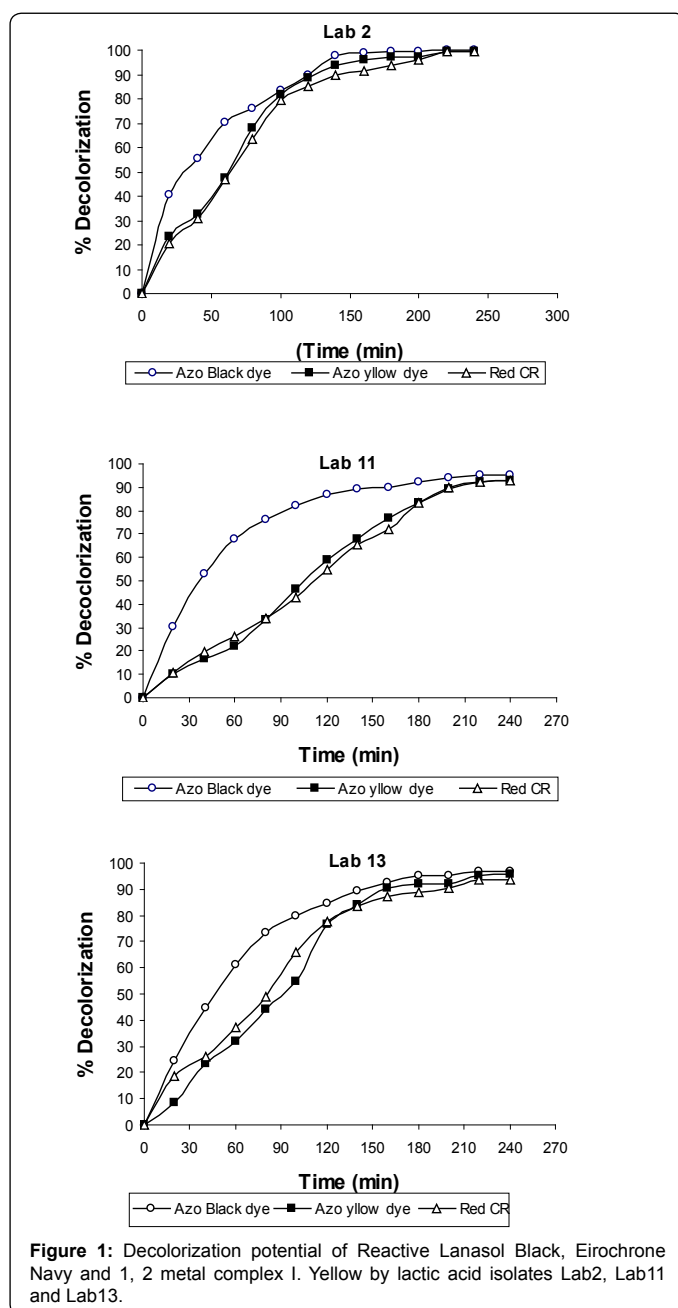 Lab 2
% Decolorization
100
90
80
70
60
50
40
30
20
10
0
0 50 100 150 200 250 300
(Time (min)
Azo Black dye Azo yllow dye Red CR
Lab 11
% Decoclorization
100
90
80
70
60
50
40
30
20
10
0
0 30 60 90 120 150 180 210 240 270
Time (min)
Azo Black dye Azo yllow dye Red CR
Lab 13
% Decolorization
100
90
80
70
60
50
40
30
20
10
0
0 30 60 90 120 150 180 210 240 270
Time (min)
Azo Black dye Azo yllow dye Red CR
Figure 1: Decolorization potential of Reactive Lanasol Black, Eirochrone
Navy and 1, 2 metal complex I. Yellow by lactic acid isolates Lab2, Lab11
and Lab13.